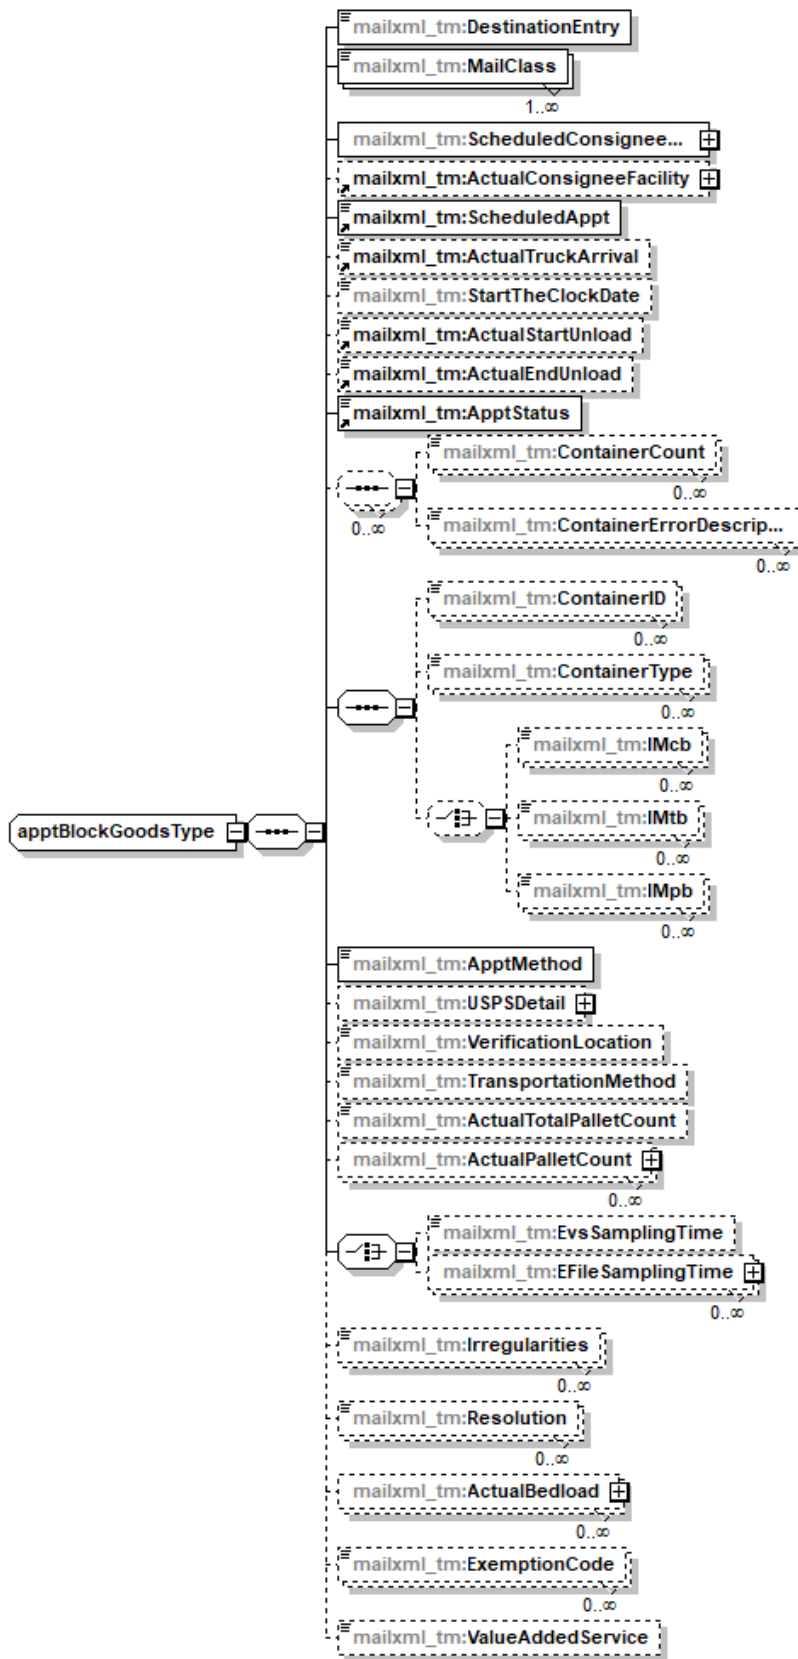 mailxml_tm:DestinationEntry
mailxml_tm:MailClass
1..∞
mailxml_tm:ScheduledConsignee...
mailxml_tm:ActualConsigneeFacility
mailxml_tm:ScheduledAppt
mailxml_tm:ActualTruckArrival
mailxml_tm:StartTheClockDate
mailxml_tm:ActualStartUnload
mailxml_tm:ActualEndUnload
mailxml_tm:ApptStatus
mailxml_tm:ContainerCount
0..∞
0..∞
mailxml_tm:ContainerErrorDescrip...
0..∞
mailxml_tm:ContainerID
0..∞
mailxml_tm:ContainerType
0..∞
mailxml_tm:IMcb
0..∞
mailxml_tm:IMtb
0..∞
apptBlockGoodsType
mailxml_tm:IMpb
0..∞
mailxml_tm:ApptMethod
mailxml_tm:USPSDetail
mailxml_tm:VerificationLocation
mailxml_tm:TransportationMethod
mailxml_tm:ActualTotalPalletCount
mailxml_tm:ActualPalletCount
0..∞
mailxml_tm:EvsSamplingTime
mailxml_tm:EFileSamplingTime
0..∞
mailxml_tm:Irregularities
0..∞
mailxml_tm:Resolution
0..∞
mailxml_tm:ActualBedload
0..∞
mailxml_tm:ExemptionCode
0..∞
mailxml_tm:ValueAddedService